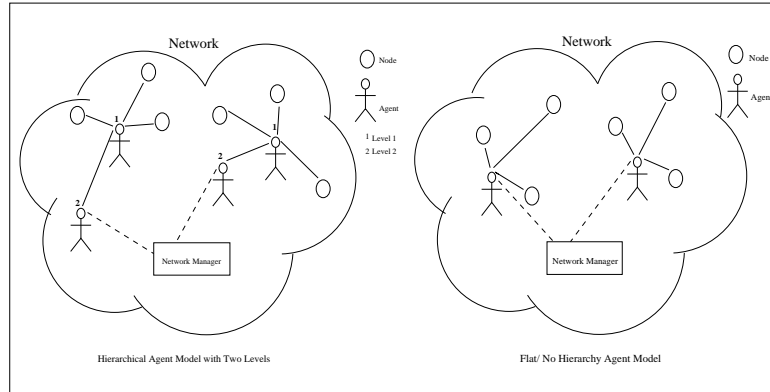 Network
Node
Agent
1 Level 1
2 Level 2
1
1
2
2
Network Manager
Hierarchical Agent Model with Two Levels
Network
Node
Agent
Network Manager
Flat/ No Hierarchy Agent Model